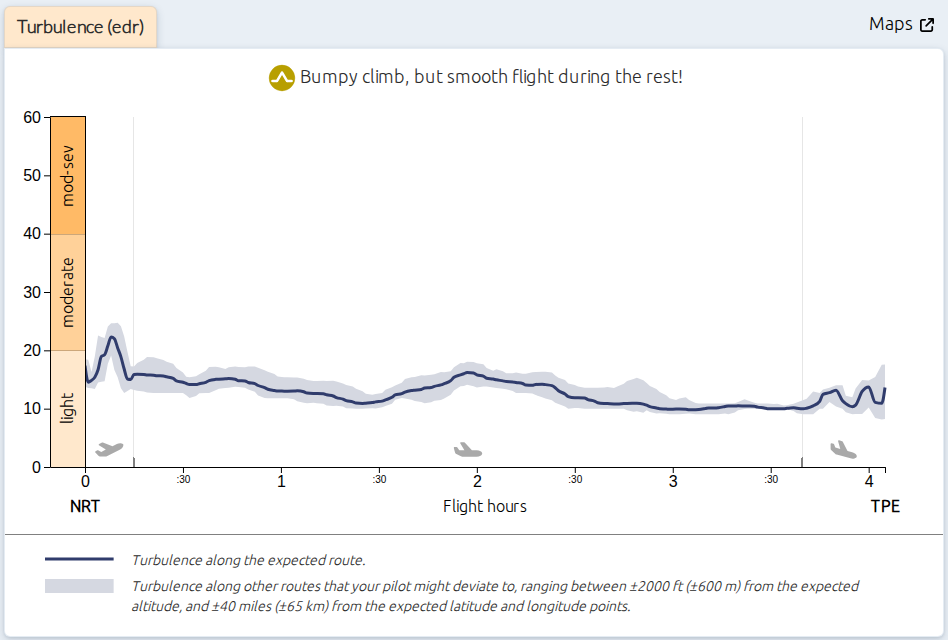 Turbulence (edr)
Maps
Bumpy climb, but smooth flight during the rest!
60
50
40
30
20
10
0
mod-sev
moderate
light
0 :30 1 :30 2 :30 3 :30 4
NRT Flight hours TPE
Turbulence along the expected route.
Turbulence along other routes that your pilot might deviate to, ranging between ±2000 ft (±600 m) from the expected
altitude, and ±40 miles (±65 km) from the expected latitude and longitude points.